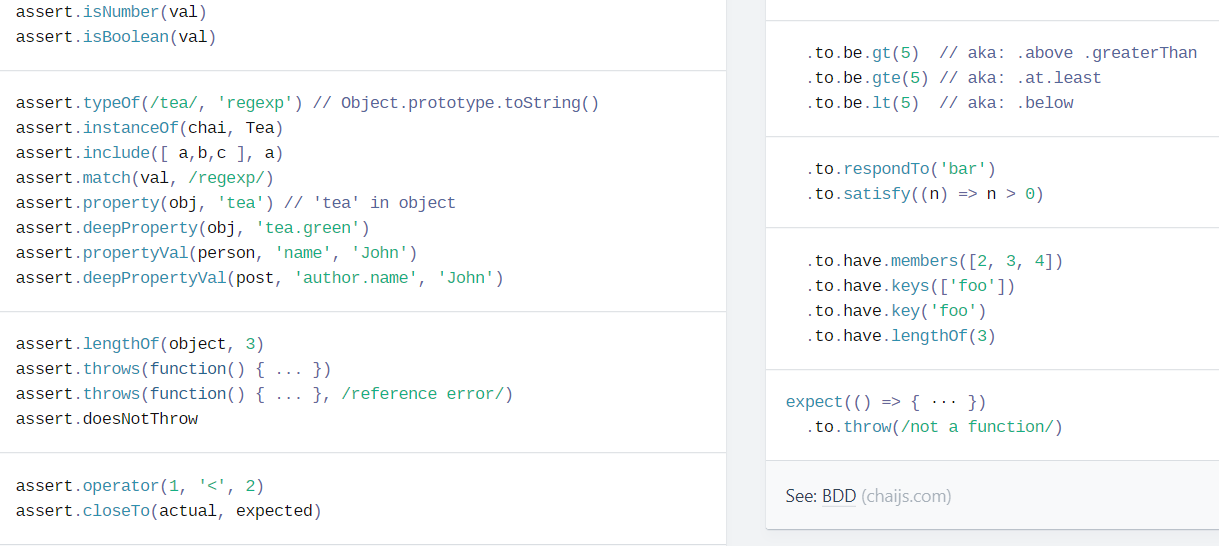 assert.isNumber(val)
assert.isBoolean(val)
assert.typeOf(/tea/, 'regexp') // Object.prototype.toString()
assert.instanceOf(chai, Tea)
assert.include([ a,b,c ], a)
assert.match(val, /regexp/)
assert.property(obj, 'tea') // 'tea' in object
assert.deepProperty(obj, 'tea.green')
assert.propertyVal(person, 'name', 'John')
assert.deepPropertyVal(post, 'author.name', 'John')
assert.lengthOf(object, 3)
assert.throws(function() { ... })
assert.throws(function() { ... }, /reference error/)
assert.doesNotThrow
assert.operator(1, '<', 2)
assert.closeTo(actual, expected)
.to.be.gt(5)  // aka: .above .greaterThan
.to.be.gte(5) // aka: .at.least
.to.be.lt(5)  // aka: .below
.to.respondTo('bar')
.to.satisfy((n) => n > 0)
.to.have.members([2, 3, 4])
.to.have.keys(['foo'])
.to.have.key('foo')
.to.have.lengthOf(3)
expect(() => { ··· })
.to.throw(/not a function/)
See: BDD (chaijs.com)